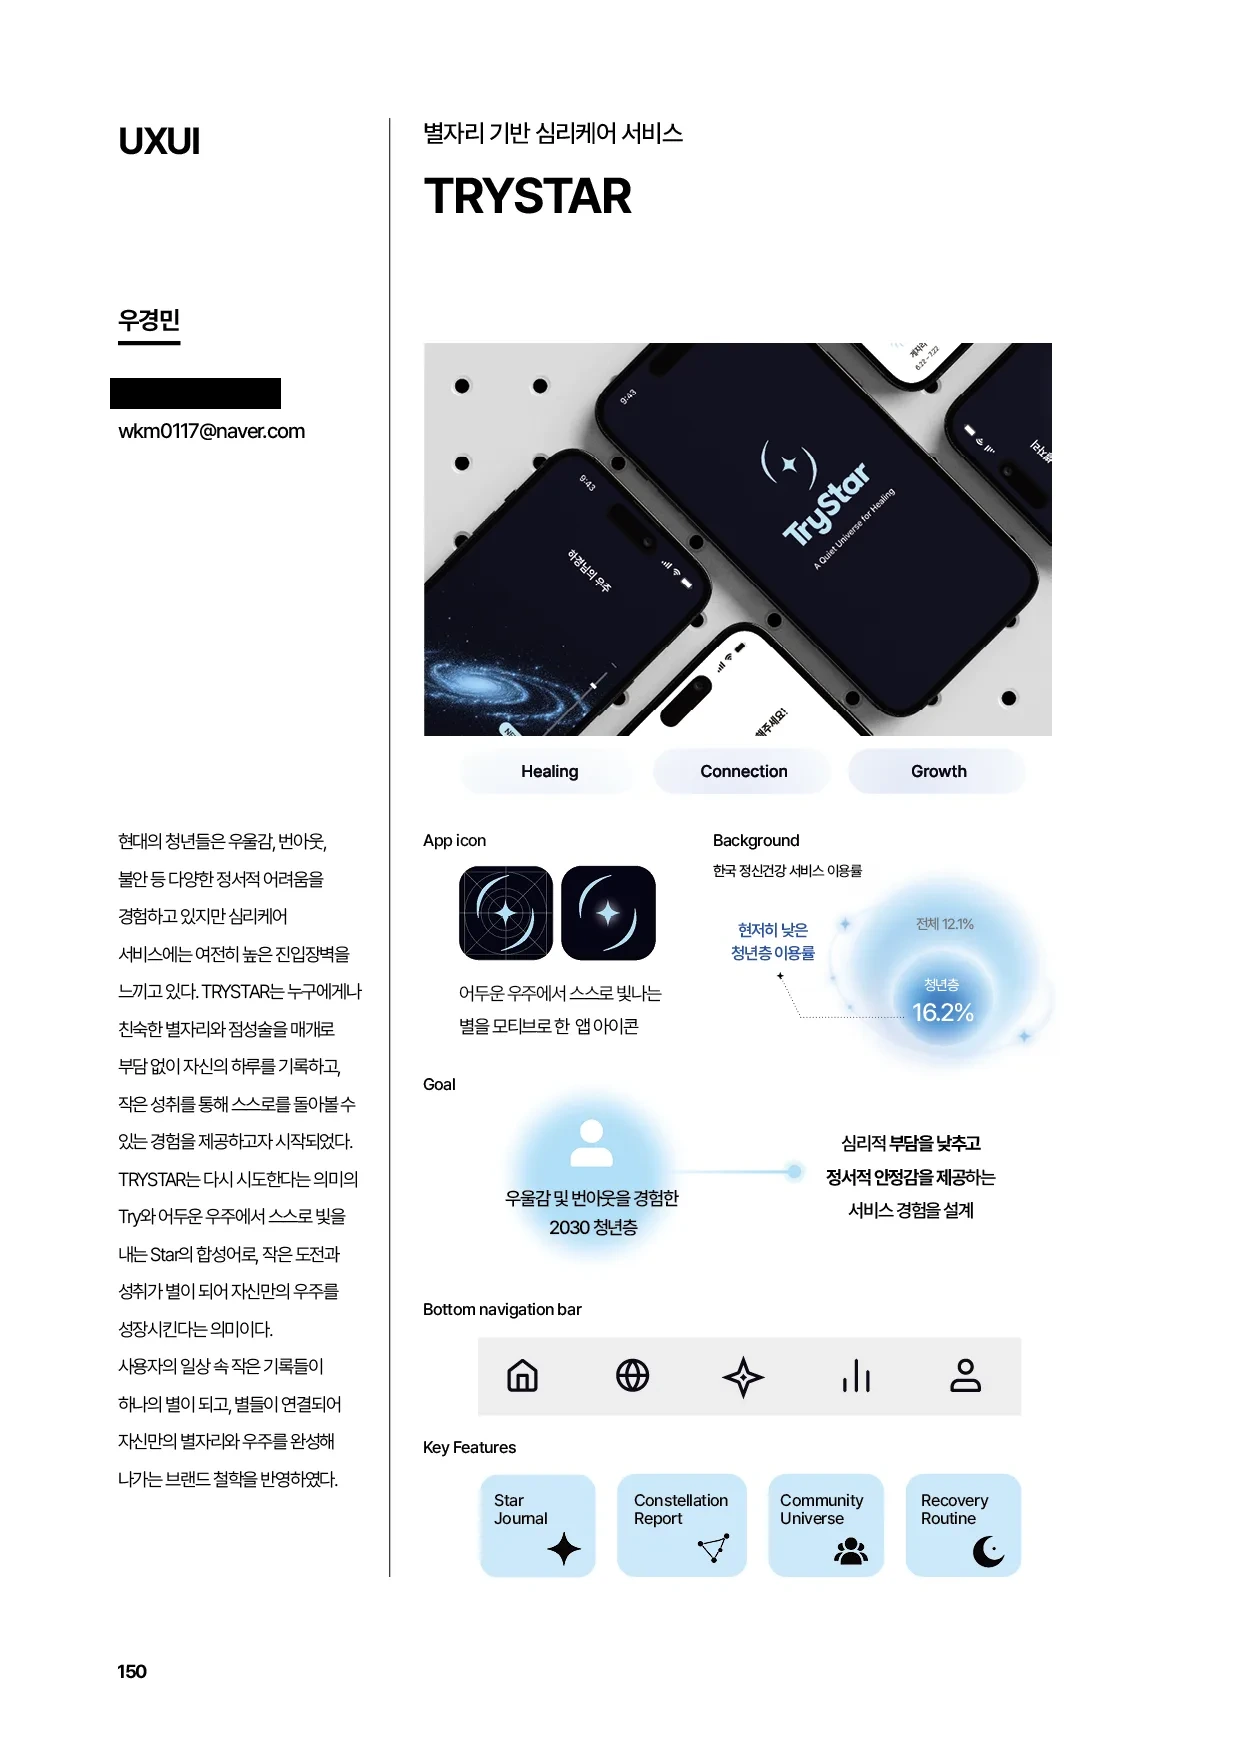 UXUI
별자리 기반 심리케어 서비스
TRYSTAR
우경민
wkm0117@naver.com
게자리
6.22 ~ 7.22
9:43
별자리
TryStar
A Quiet Universe for Healing
9:43
하경님의 우주
해주세요!
Healing
Connection
Growth
현대의 청년들은 우울감, 번아웃,
불안 등 다양한 정서적 어려움을
경험하고 있지만 심리케어
서비스에는 여전히 높은 진입장벽을
느끼고 있다. TRYSTAR는 누구에게나
친숙한 별자리와 점성술을 매개로
부담 없이 자신의 하루를 기록하고,
작은 성취를 통해 스스로를 돌아볼 수
있는 경험을 제공하고자 시작되었다.
TRYSTAR는 다시 시도한다는 의미의
Try와 어두운 우주에서 스스로 빛을
내는 Star의 합성어로, 작은 도전과
성취가 별이 되어 자신만의 우주를
성장시킨다는 의미이다.
사용자의 일상 속 작은 기록들이
하나의 별이 되고, 별들이 연결되어
자신만의 별자리와 우주를 완성해
나가는 브랜드 철학을 반영하였다.
App icon
어두운 우주에서 스스로 빛나는
별을 모티브로 한 앱 아이콘
Background
한국 정신건강 서비스 이용률
현저히 낮은
청년층 이용률
전체 12.1%
청년층
16.2%
Goal
우울감 및 번아웃을 경험한
2030 청년층
심리적 부담을 낮추고
정서적 안정감을 제공하는
서비스 경험을 설계
Bottom navigation bar
Key Features
Star
Journal
Constellation
Report
Community
Universe
Recovery
Routine
150